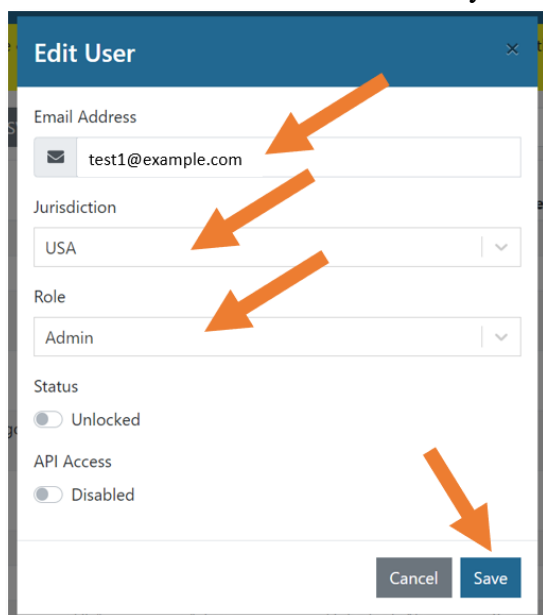 Edit User
×
Email Address
test1@example.com
Jurisdiction
USA
Role
Admin
Status
Unlocked
API Access
Disabled
Cancel
Save